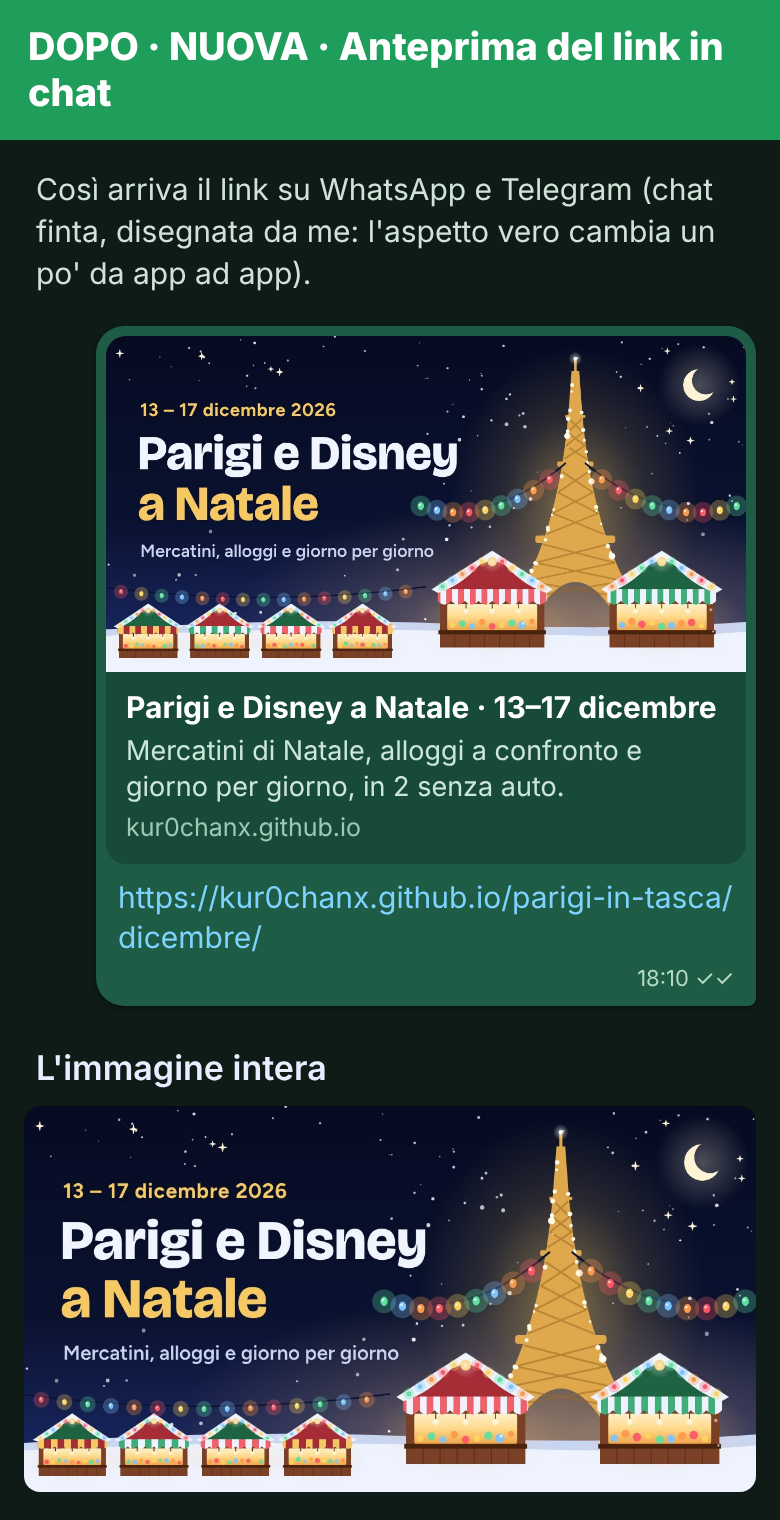 DOPO · NUOVA · Anteprima del link in
chat
Così arriva il link su WhatsApp e Telegram (chat
finta, disegnata da me: l'aspetto vero cambia un
po' da app ad app).
13 – 17 dicembre 2026
Parigi e Disney
a Natale
Mercatini, alloggi e giorno per giorno
Parigi e Disney a Natale · 13–17 dicembre
Mercatini di Natale, alloggi a confronto e
giorno per giorno, in 2 senza auto.
kur0chanx.github.io
https://kur0chanx.github.io/parigi-in-tasca/
dicembre/
18:10 ✓✓
L'immagine intera
13 – 17 dicembre 2026
Parigi e Disney
a Natale
Mercatini, alloggi e giorno per giorno